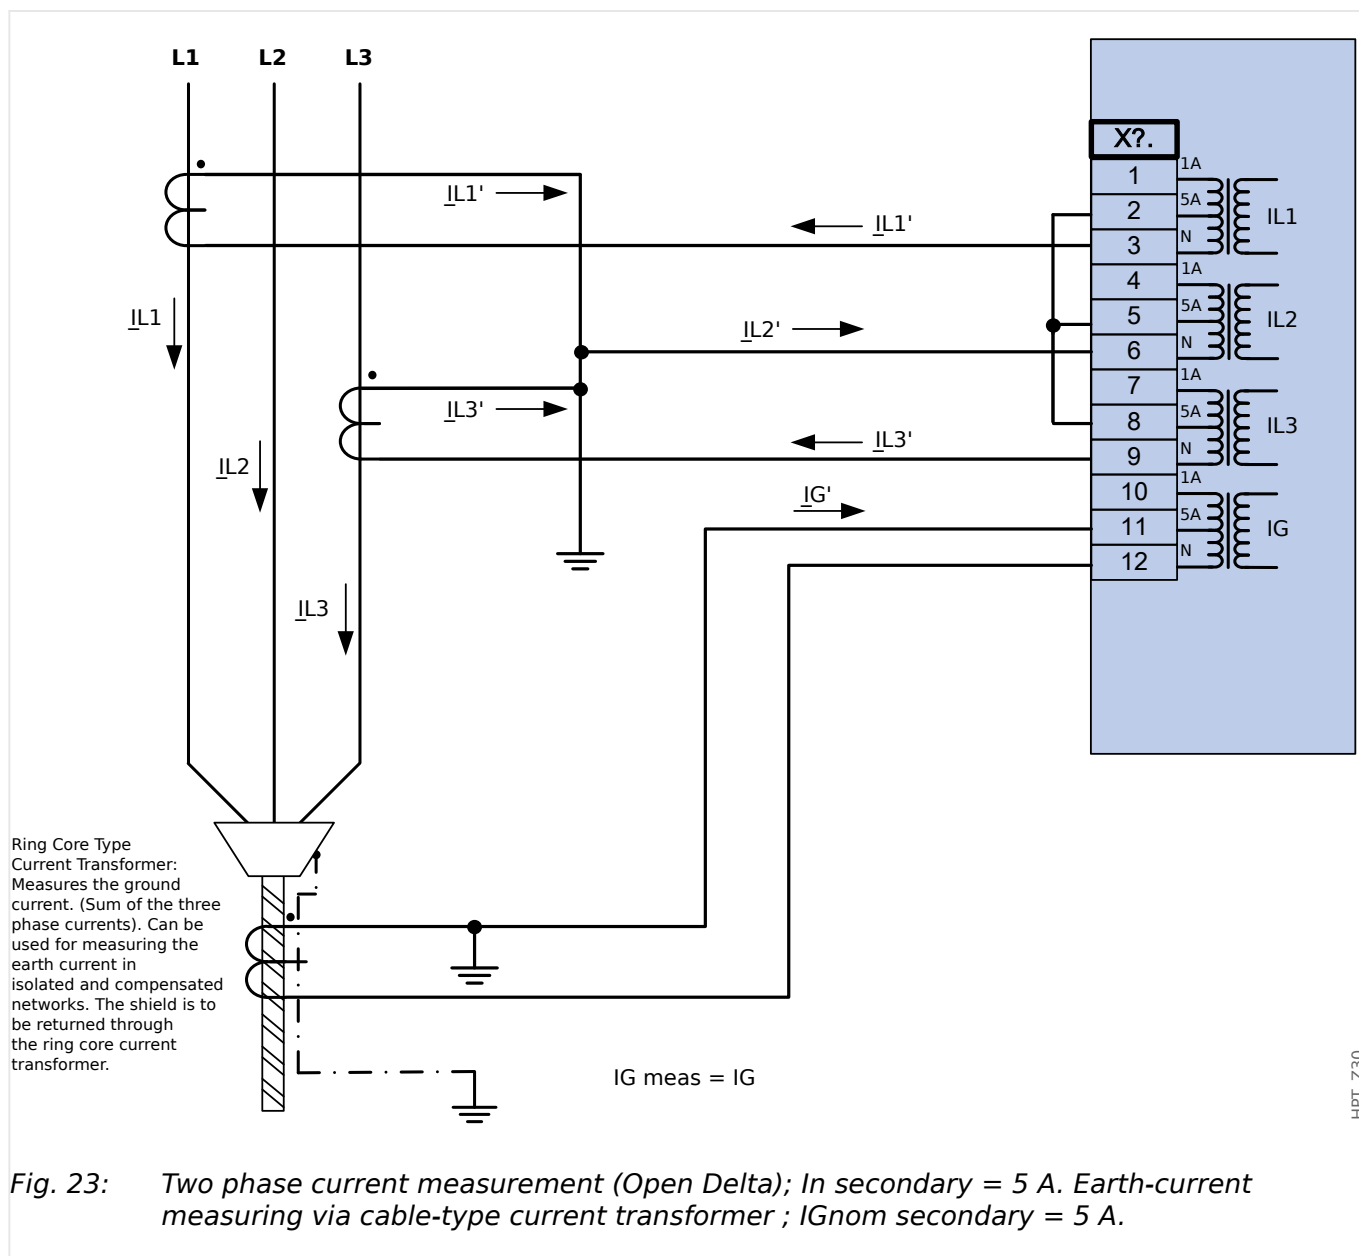 L1 L2 L3
X?.
1 1A
IL1' IL1' 2 5A IL1
3 N
4 1A
IL1 IL2' 5 5A IL2
6 N
7 1A
IL3' IL3' 8 5A IL3
9 N
IL2 IG' 10 1A
11 5A IG
12 N
IL3
Ring Core Type
Current Transformer:
Measures the ground
current. (Sum of the three
phase currents). Can be
used for measuring the
earth current in
isolated and compensated
networks. The shield is to
be returned through
the ring core current
transformer.
IG meas = IG
Fig. 23: Two phase current measurement (Open Delta); In secondary = 5 A. Earth-current
measuring via cable-type current transformer ; IGnom secondary = 5 A.